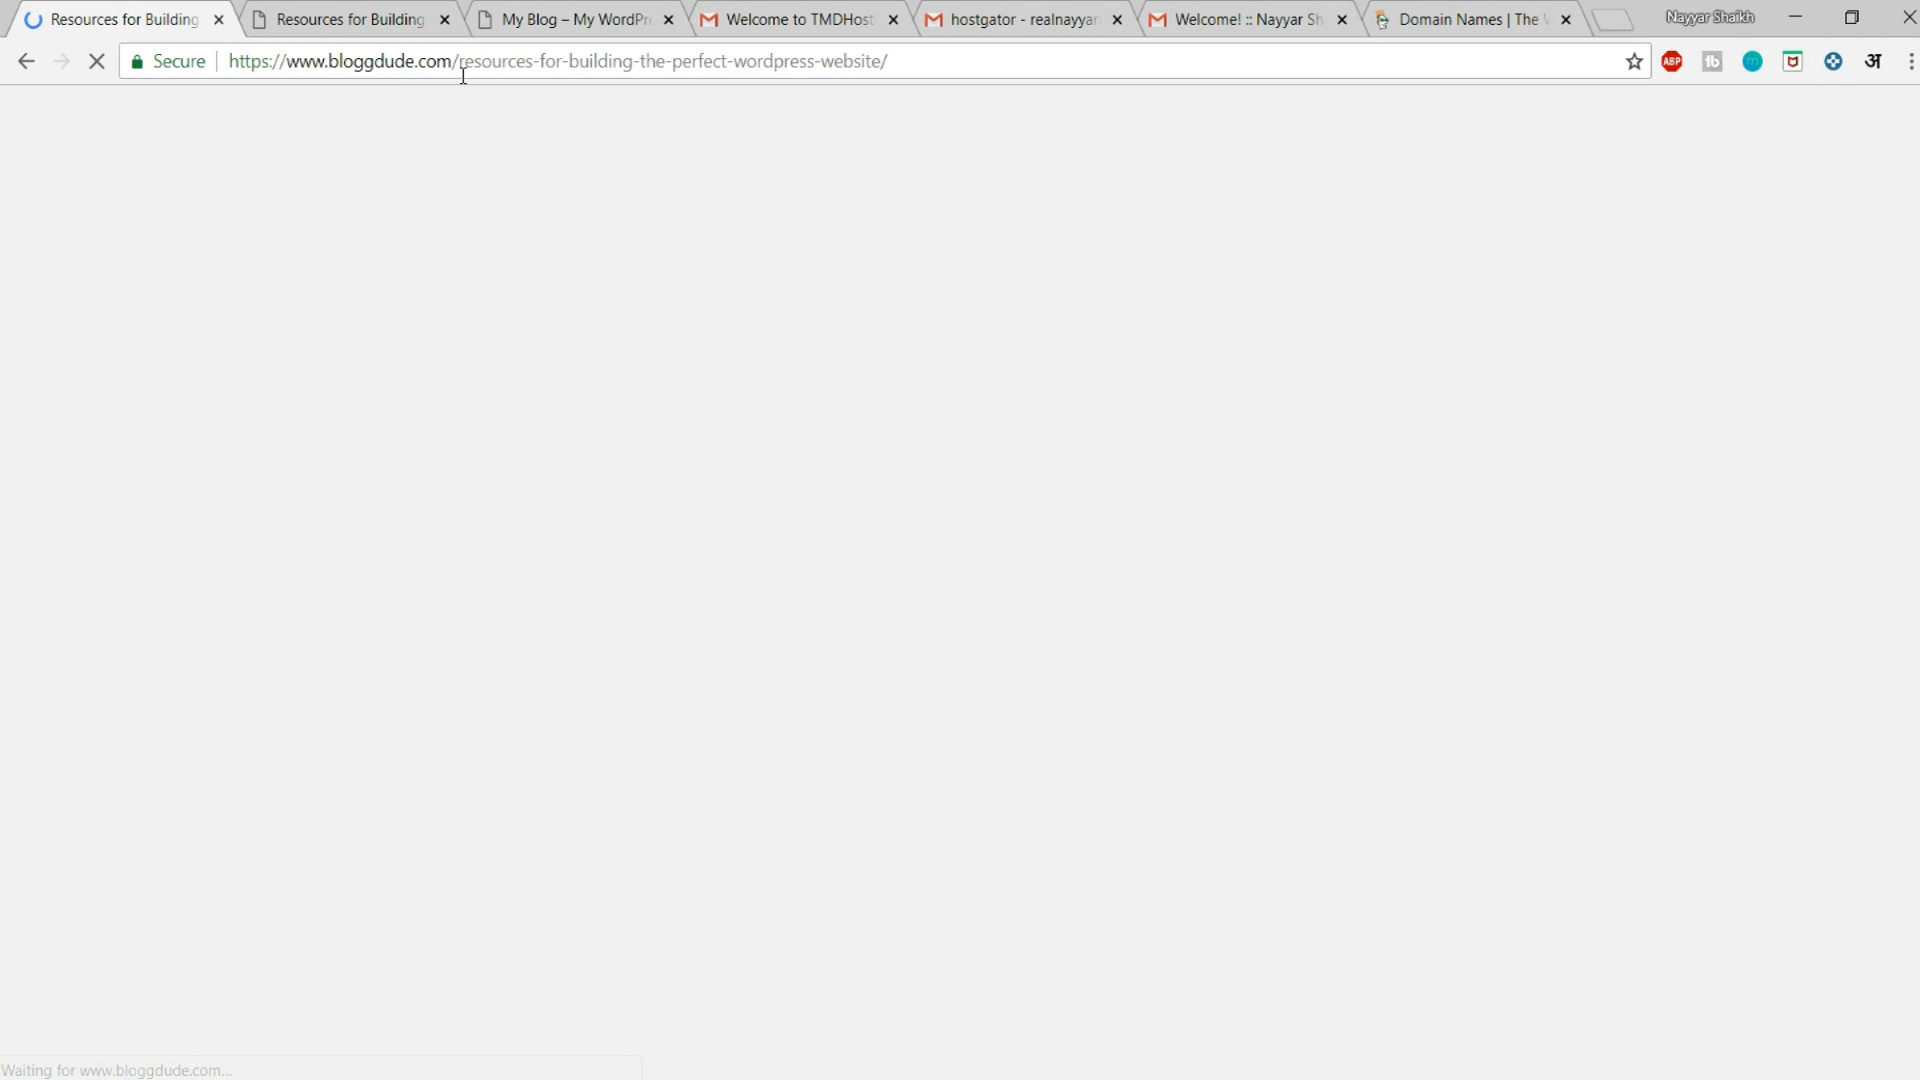 Resources for Building
Resources for Building
My Blog – My WordPr
Welcome to TMDHost
hostgator - realnayyar
Welcome! :: Nayyar Sh
Domain Names | The
Nayyar Shaikh
Secure
https://www.bloggdude.com/resources-for-building-the-perfect-wordpress-website/
ABP
fb
m
अ
Waiting for www.bloggdude.com...